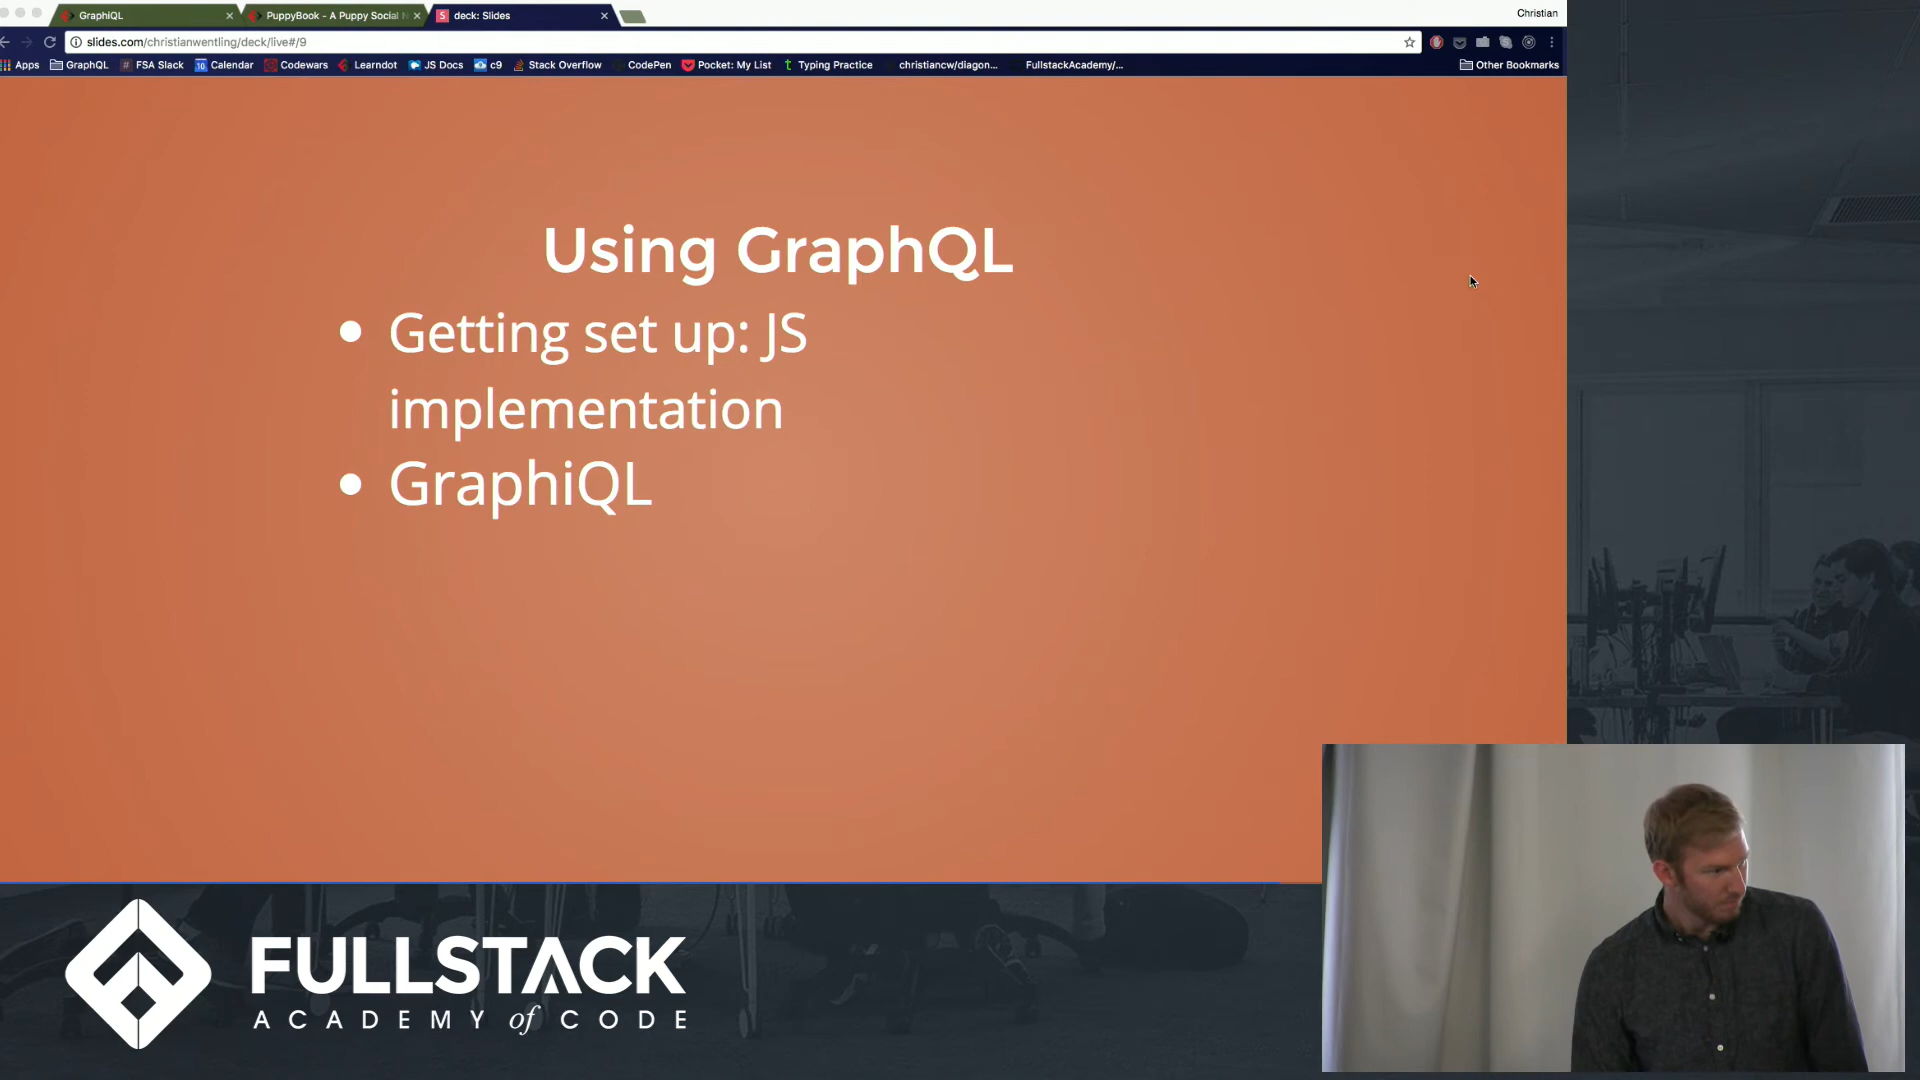 GraphiQL
PuppyBook - A Puppy Social N
deck: Slides
Christian
slides.com/christianwentling/deck/live#/9
Apps
GraphQL
FSA Slack
Calendar
Codewars
Learndot
JS Docs
c9
Stack Overflow
CodePen
Pocket: My List
Typing Practice
christiancw/diagon...
FullstackAcademy/...
Other Bookmarks
Using GraphQL
Getting set up: JS
implementation
GraphiQL
FULLSTACK
ACADEMY of CODE